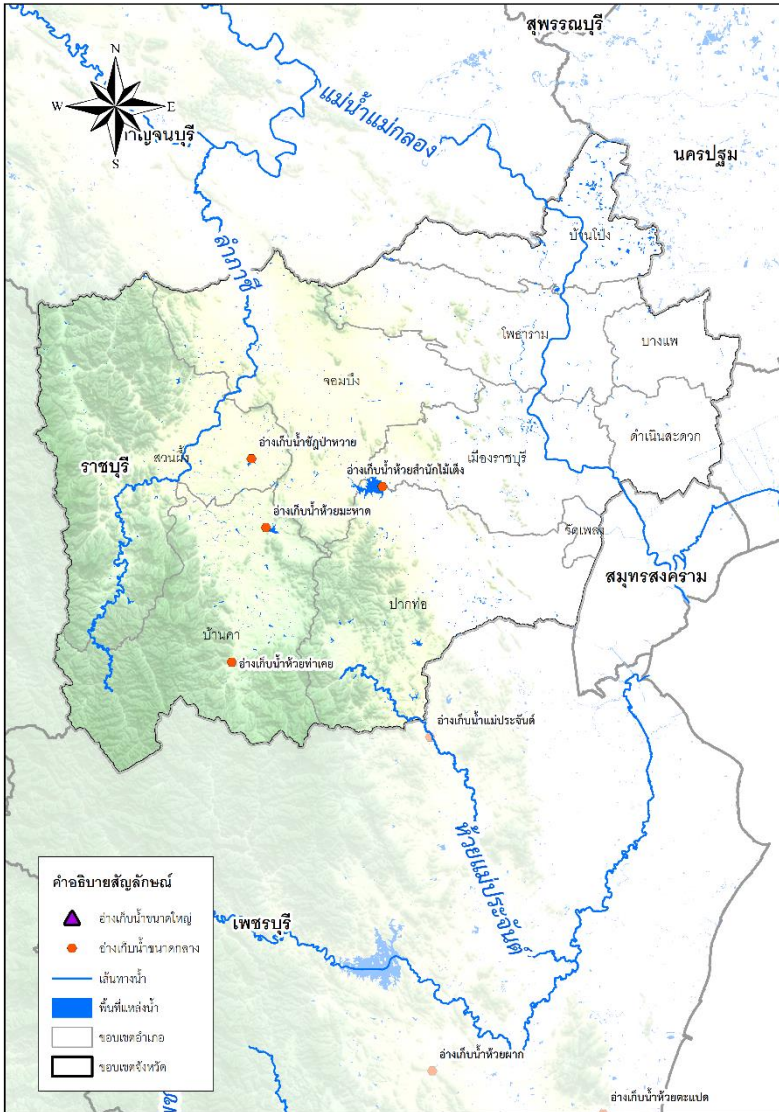 สุพรรณบุรี
N
W
E
S
กาญจนบุรี
แม่น้ำแม่กลอง
นครปฐม
บ้านโป่ง
ลำภาชี
โพธาราม
บางแพ
จอมบึง
ดำเนินสะดวก
สวนผึ้ง
ราชบุรี
อ่างเก็บน้ำชัฏป่าหวาย
เมืองราชบุรี
อ่างเก็บน้ำห้วยสำนักไม้เต็ง
อ่างเก็บน้ำห้วยมะหาด
วัดเพลง
สมุทรสงคราม
ปากท่อ
บ้านคา
อ่างเก็บน้ำห้วยท่าเคย
อ่างเก็บน้ำแม่ประจันต์
ห้วยแม่ประจันต์
คำอธิบายสัญลักษณ์
อ่างเก็บน้ำขนาดใหญ่
อ่างเก็บน้ำขนาดกลาง
เส้นทางน้ำ
พื้นที่แหล่งน้ำ
ขอบเขตอำเภอ
ขอบเขตจังหวัด
เพชรบุรี
อ่างเก็บน้ำห้วยผาก
อ่างเก็บน้ำห้วยตะแปด